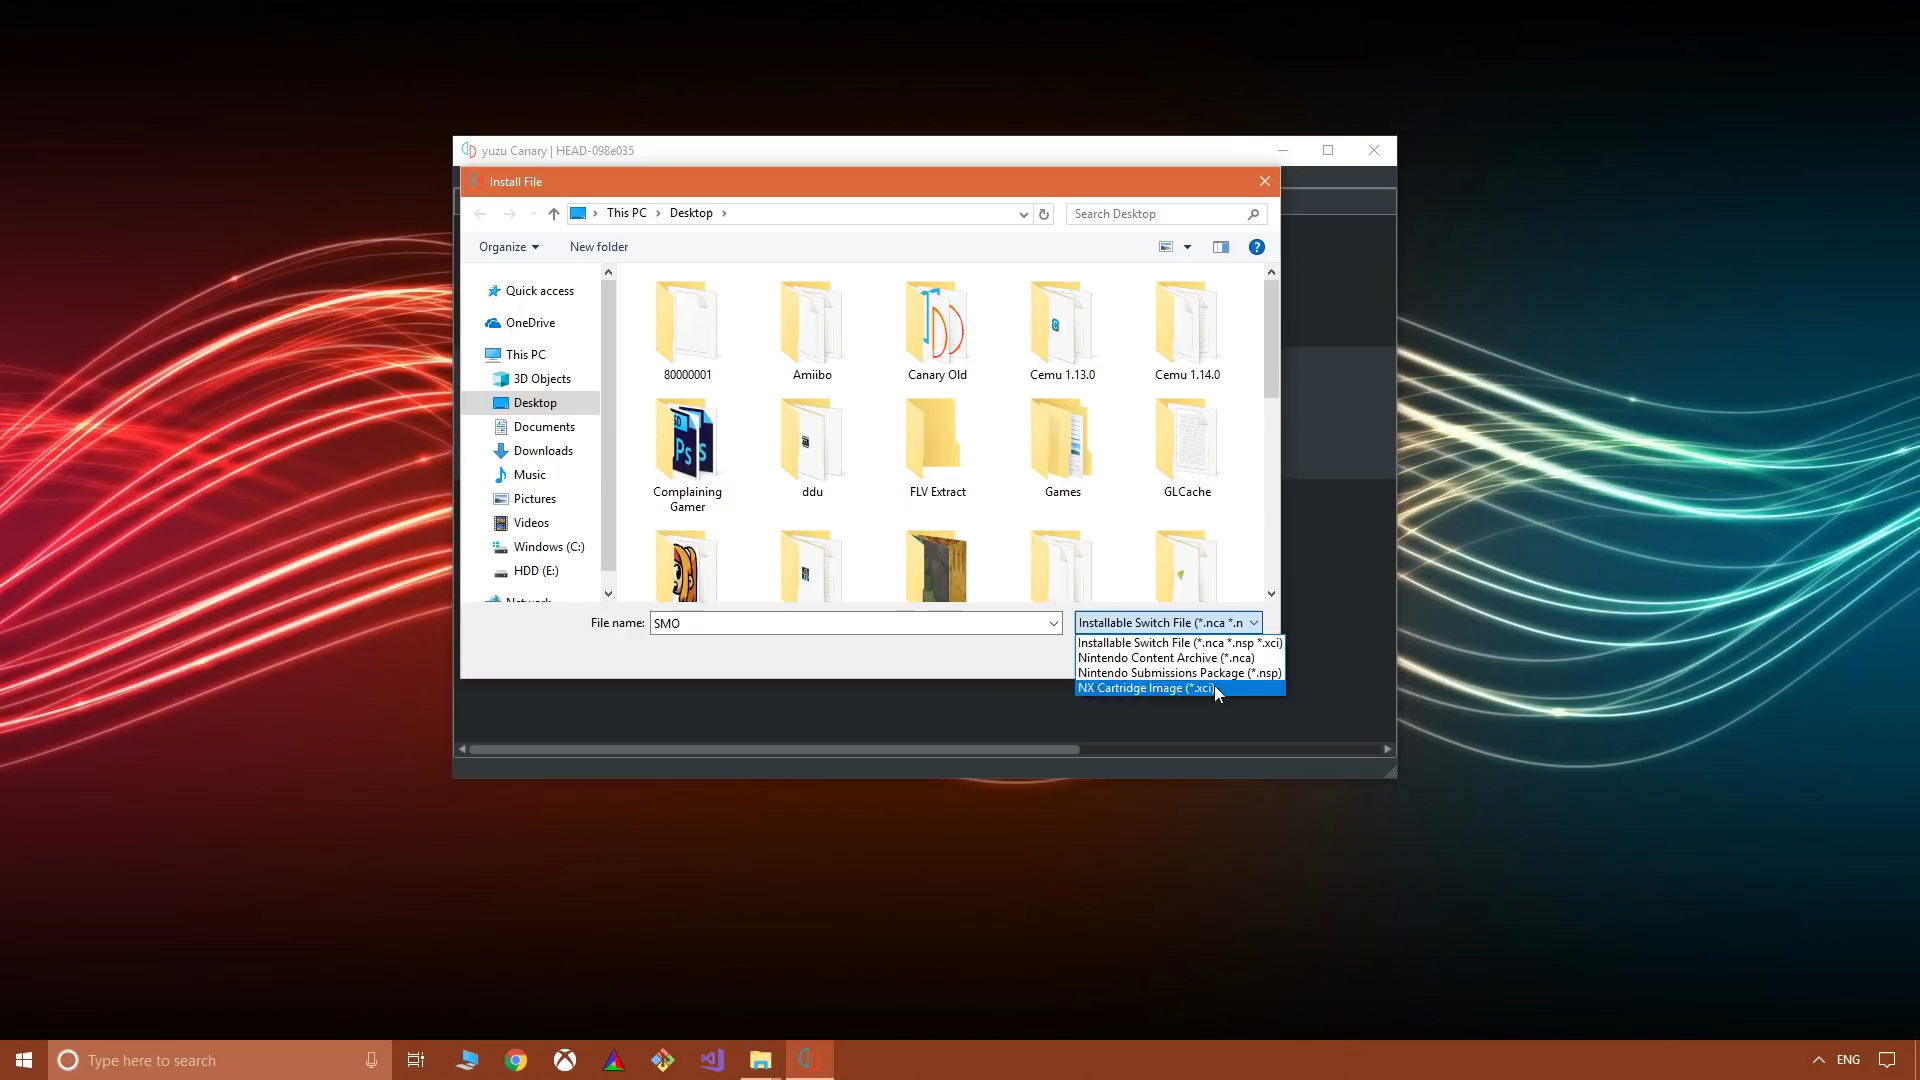 yuzu Canary | HEAD-098e035
Install File
This PC
Desktop
Search Desktop
Organize
New folder
?
Quick access
OneDrive
This PC
3D Objects
Desktop
Documents
Downloads
Music
Pictures
Videos
Windows (C:)
HDD (E:)
80000001
Amiibo
Canary Old
Cemu 1.13.0
Cemu 1.14.0
Ps
Complaining
Gamer
ddu
FLV Extract
Games
GLCache
File name:
SMO
Installable Switch File (*.nca *.n
Installable Switch File (*.nca *.nsp *.xci)
Nintendo Content Archive (*.nca)
Nintendo Submissions Package (*.nsp)
NX Cartridge Image (*.xci)
Type here to search
ENG